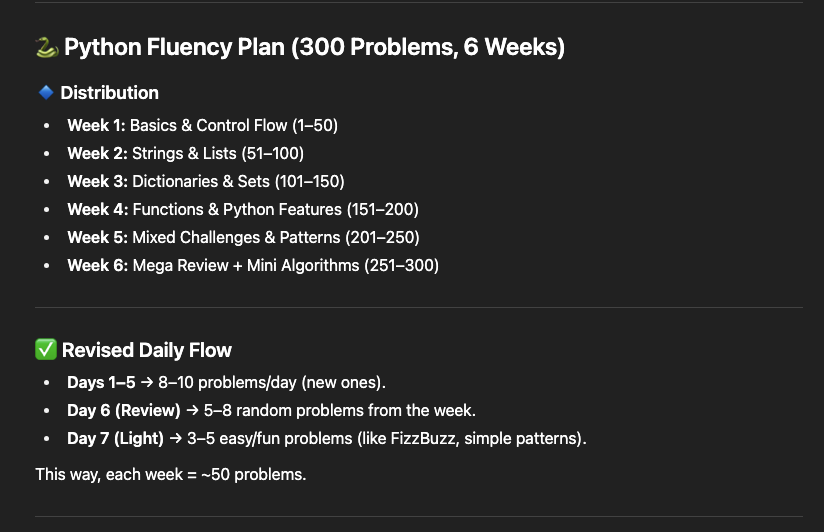 🐍 Python Fluency Plan (300 Problems, 6 Weeks)
🔹 Distribution
• Week 1: Basics & Control Flow (1–50)
• Week 2: Strings & Lists (51–100)
• Week 3: Dictionaries & Sets (101–150)
• Week 4: Functions & Python Features (151–200)
• Week 5: Mixed Challenges & Patterns (201–250)
• Week 6: Mega Review + Mini Algorithms (251–300)
✅ Revised Daily Flow
• Days 1–5 → 8–10 problems/day (new ones).
• Day 6 (Review) → 5–8 random problems from the week.
• Day 7 (Light) → 3–5 easy/fun problems (like FizzBuzz, simple patterns).
This way, each week = ~50 problems.